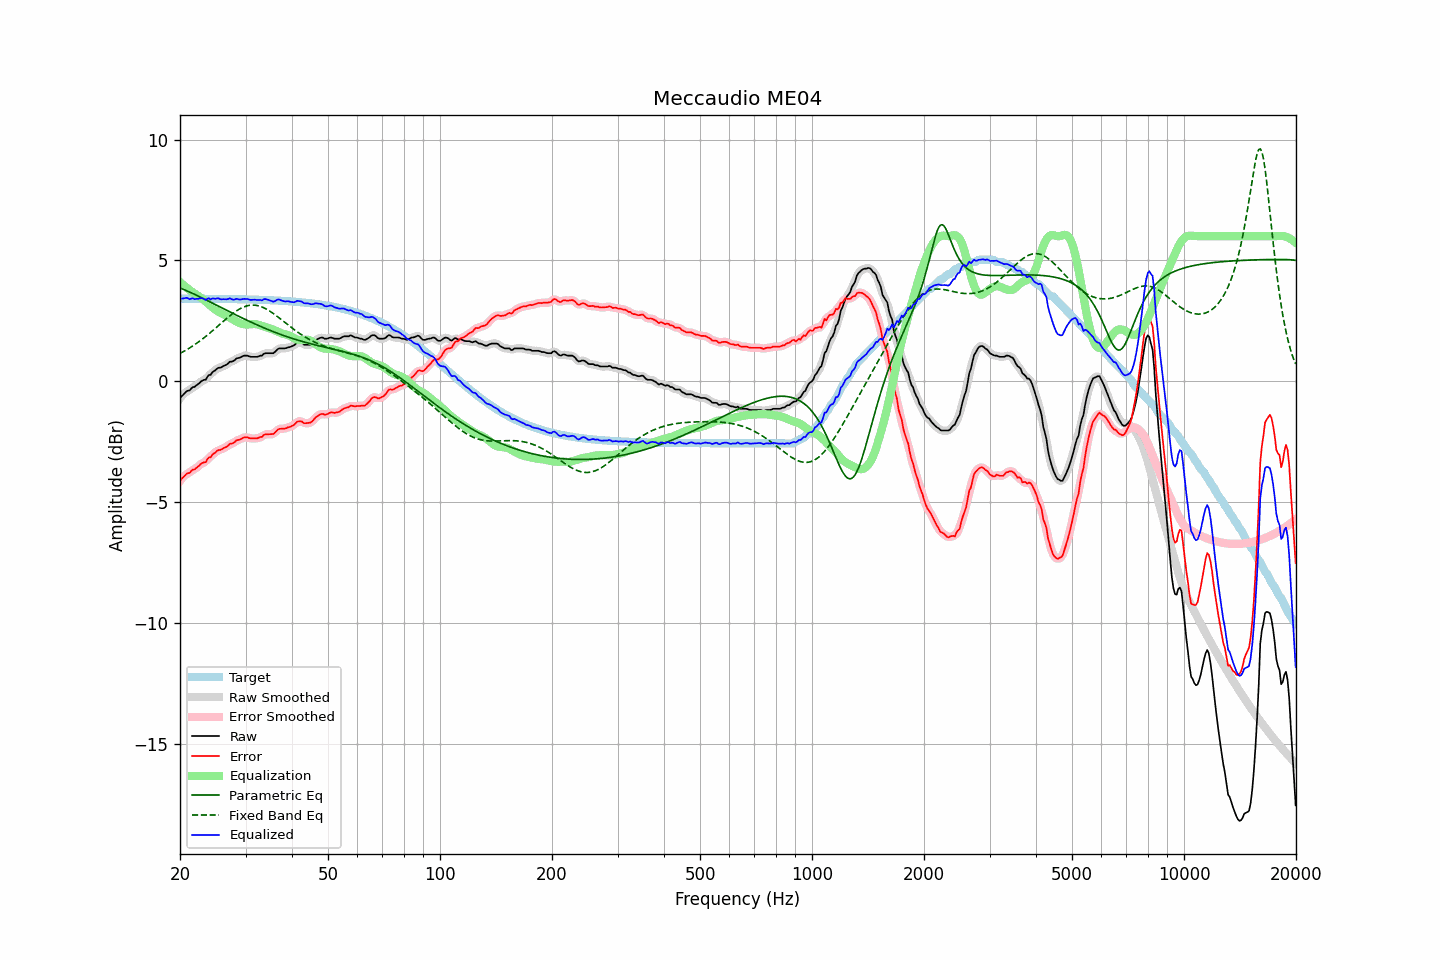 Meccaudio ME04
Amplitude (dBr)
10
5
0
−5
−10
−15
Target
Raw Smoothed
Error Smoothed
Raw
Error
Equalization
Parametric Eq
Fixed Band Eq
Equalized
20 50 100 200 500 1000 2000 5000 10000 20000
Frequency (Hz)